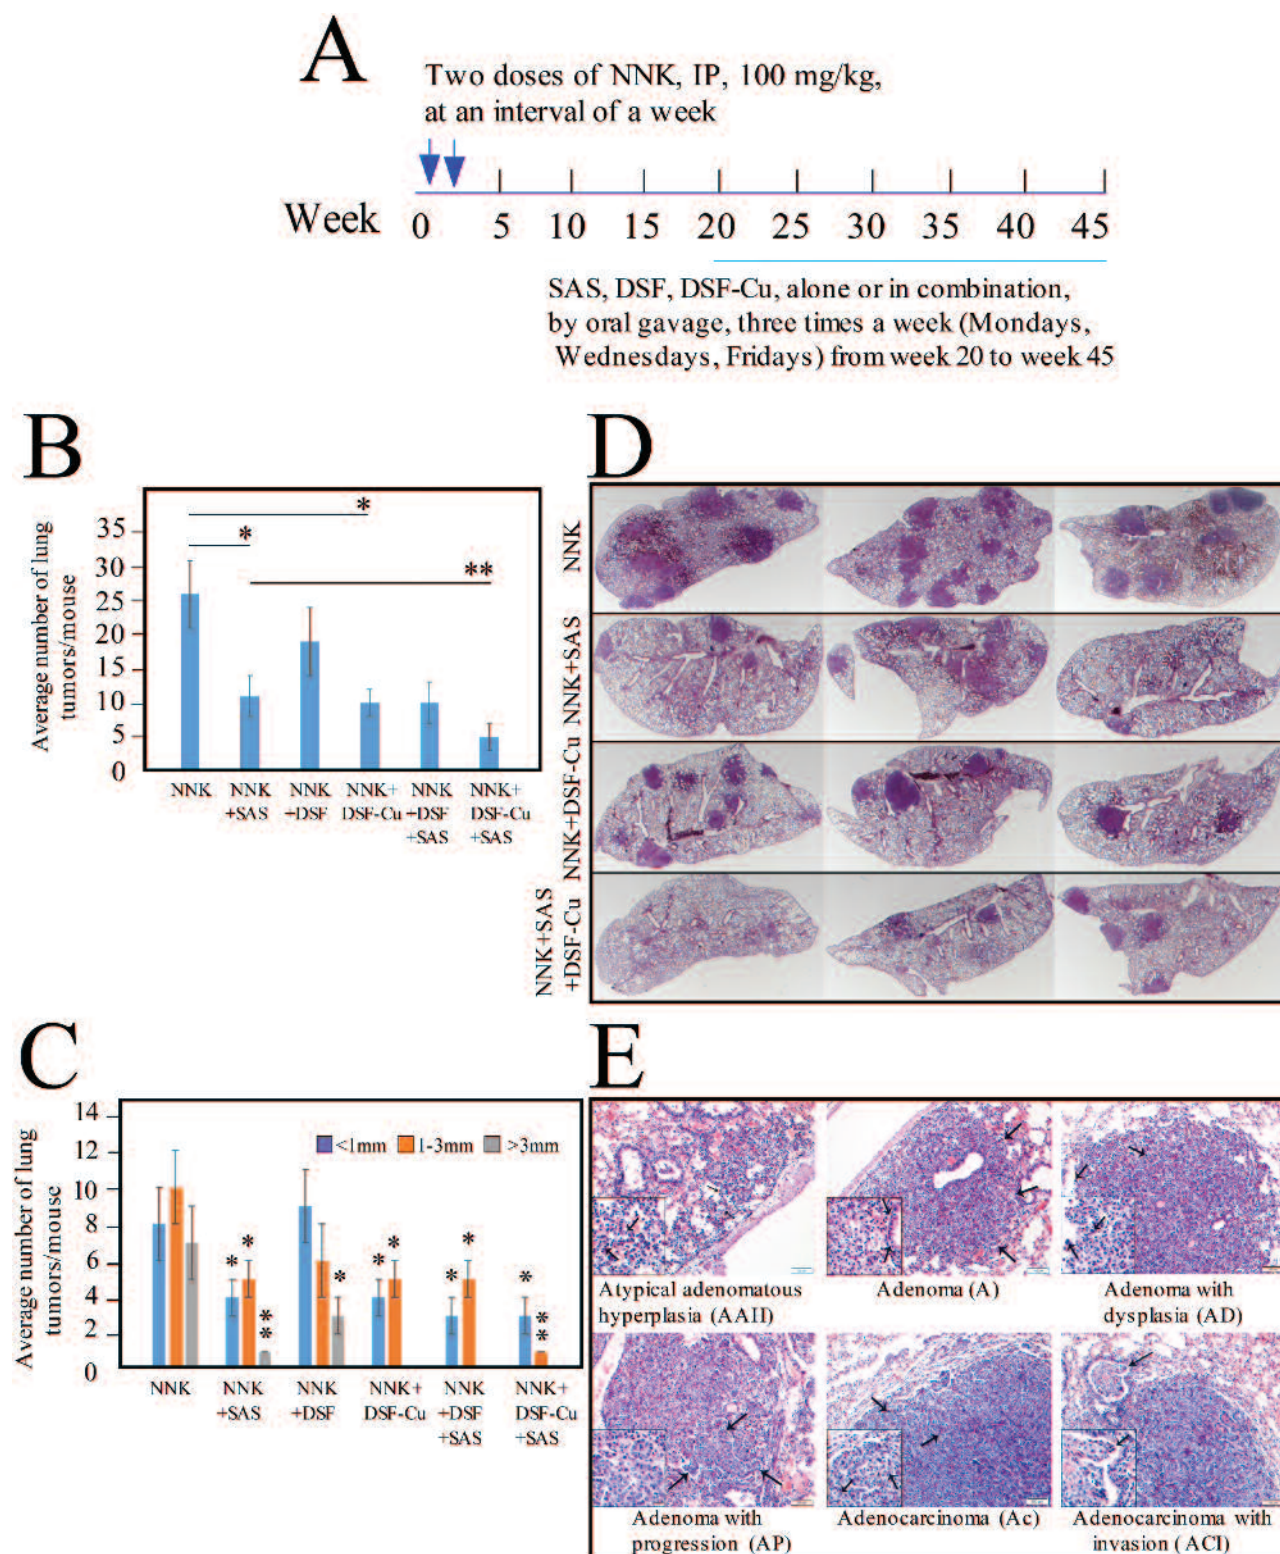 A
Two doses of NNK, IP, 100 mg/kg,
at an interval of a week
Week 0 5 10 15 20 25 30 35 40 45
SAS, DSF, DSF-Cu, alone or in combination,
by oral gavage, three times a week (Mondays,
Wednesdays, Fridays) from week 20 to week 45
B
Average number of lung
tumors/mouse
35
30
25
20
15
10
5
0
*
*
**
NNK
NNK
+SAS
NNK
+DSF
NNK+
DSF-Cu
NNK
+DSF
+SAS
NNK+
DSF-Cu
+SAS
D
NNK
NNK+SAS
NNK+DSF-Cu
NNK+SAS
+DSF-Cu
C
Average number of lung
tumors/mouse
14
12
10
8
6
4
2
0
<1mm 1-3mm >3mm
* * **
*
* *
* *
* **
NNK
NNK
+SAS
NNK
+DSF
NNK+
DSF-Cu
NNK
+DSF
+SAS
NNK+
DSF-Cu
+SAS
E
Atypical adenomatous
hyperplasia (AAH)
Adenoma (A)
Adenoma with
dysplasia (AD)
Adenoma with
progression (AP)
Adenocarcinoma (Ac)
Adenocarcinoma with
invasion (ACI)